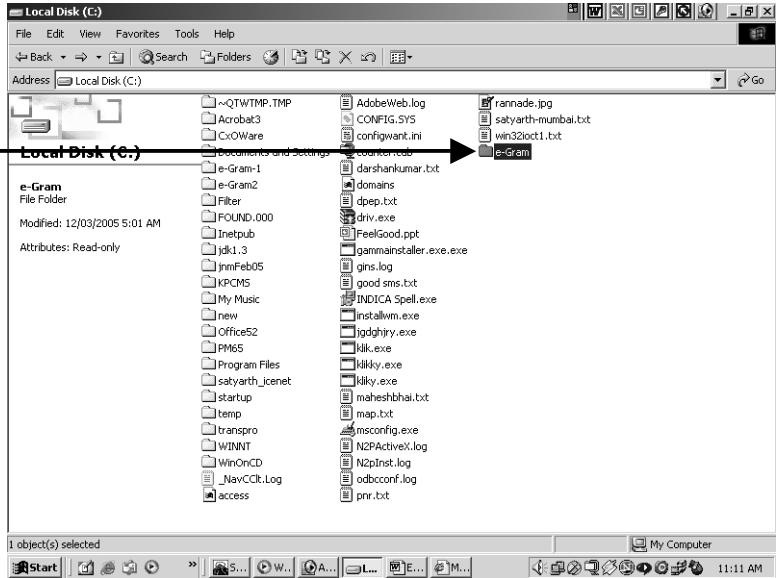 Local Disk (C:)
File Edit View Favorites Tools Help
Back Search Folders
Address Local Disk (C:) Go
Local Disk (C:)
e-Gram
File Folder
Modified: 12/03/2005 5:01 AM
Attributes: Read-only
~QTWTMP.TMP
Acrobat3
CxOWare
Documents and Settings
e-Gram-1
e-Gram2
Filter
FOUND.000
Inetpub
jdk1.3
jnmFeb05
KPCMS
My Music
new
Office52
PM65
Program Files
satyarth_icenet
startup
temp
transpro
WINNT
WinOnCD
_NavCClt.Log
access
AdobeWeb.log
CONFIG.SYS
configwant.ini
counter.cab
darshankumar.txt
domains
dpep.txt
driv.exe
FeelGood.ppt
gammainstaller.exe.exe
gins.log
good sms.txt
INDICA Spell.exe
installwm.exe
jgdghjry.exe
klik.exe
klikky.exe
kliky.exe
maheshbhai.txt
map.txt
msconfig.exe
N2PActiveX.log
N2pInst.log
odbcconf.log
pnr.txt
rannade.jpg
satyarth-mumbai.txt
win32ioct1.txt
e-Gram
1 object(s) selected My Computer
Start » S... W... A... L... E... M... 11:11 AM